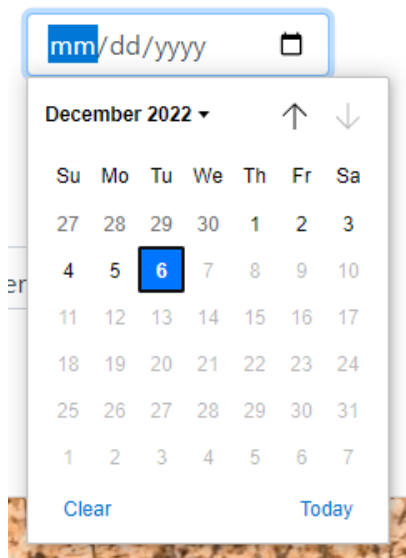 mm/dd/yyyy
December 2022
Su Mo Tu We Th Fr Sa
27 28 29 30 1 2 3
4 5 6 7 8 9 10
er
11 12 13 14 15 16 17
18 19 20 21 22 23 24
25 26 27 28 29 30 31
1 2 3 4 5 6 7
Clear Today